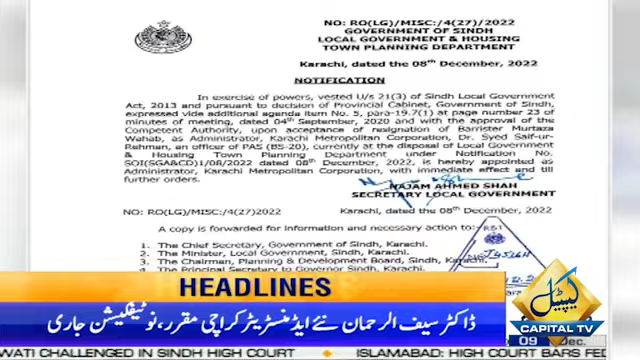 NO: RO(LG)/MISC:/4(27)/2022
GOVERNMENT OF SINDH
LOCAL GOVERNMENT & HOUSING
TOWN PLANNING DEPARTMENT
Karachi, dated the 08th December, 2022
NOTIFICATION
In exercise of powers, vested U/s 21(3) of Sindh Local Government
Act, 2013 and pursuant to decision of Provincial Cabinet, Government of Sindh,
expressed vide additional agenda item No. 5, para-19.7(1) at page number 23 of
minutes of meeting, dated 04th September, 2020 and with the approval of the
Competent Authority, upon acceptance of resignation of Barrister Murtaza
Wahab, as Administrator, Karachi Metropolitan Corporation, Dr. Syed Saif-ur-
Rehman, an officer of PAS (BS-20), currently at the disposal of Local Government
& Housing Town Planning Department under Notification No.
SOI(SGA&CD)1/08/2022 dated 08th December, 2022, is hereby appointed as
Administrator, Karachi Metropolitan Corporation, with immediate effect and till
further orders.
NAJAM AHMED SHAH
SECRETARY LOCAL GOVERNMENT
NO: RO(LG)/MISC:/4(27)2022
Karachi, dated the 08th December, 2022
A copy is forwarded for information and necessary action to:-
1. The Chief Secretary, Government of Sindh, Karachi.
2. The Minister, Local Government, Sindh, Karachi.
3. The Chairman, Planning & Development Board, Sindh, Karachi.
4. The Principal Secretary to Governor Sindh, Karachi
HEADLINES
ڈاکٹر سیف الرحمان نئے ایڈمنسٹریٹر کراچی مقرر، نوٹیفکیشن جاری
کیپیٹل
CAPITAL TV
09 Dec.
WATI CHALLENGED IN SINDH HIGH COURT
ISLAMABAD: HIGH COURT BARS FED